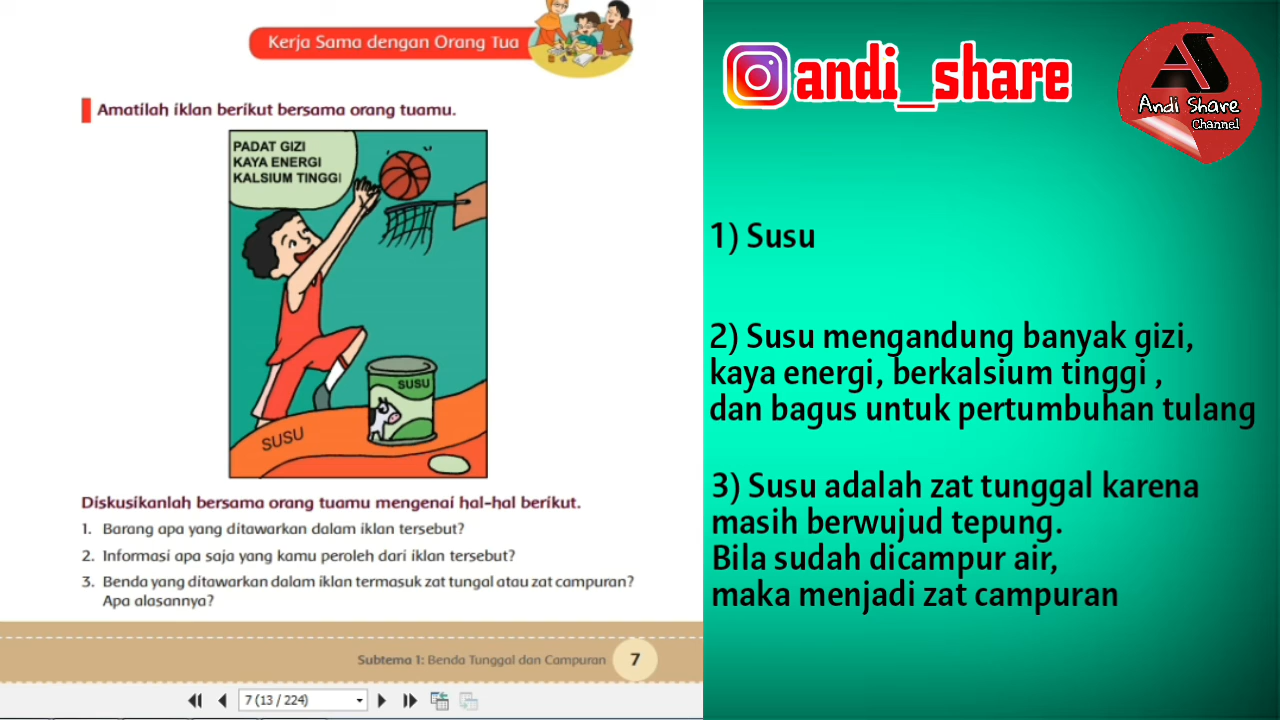 Kerja Sama dengan Orang Tua
Amatilah iklan berikut bersama orang tuamu.
PADAT GIZI
KAYA ENERGI
KALSIUM TINGGI
SUSU
SUSU
Diskusikanlah bersama orang tuamu mengenai hal-hal berikut.
1. Barang apa yang ditawarkan dalam iklan tersebut?
2. Informasi apa saja yang kamu peroleh dari iklan tersebut?
3. Benda yang ditawarkan dalam iklan termasuk zat tungal atau zat campuran?
Apa alasannya?
Subtema 1: Benda Tunggal dan Campuran 7
7 (13 / 224)
andi_share
A
Andi Share
Channel
1) Susu
2) Susu mengandung banyak gizi,
kaya energi, berkalsium tinggi ,
dan bagus untuk pertumbuhan tulang
3) Susu adalah zat tunggal karena
masih berwujud tepung.
Bila sudah dicampur air,
maka menjadi zat campuran